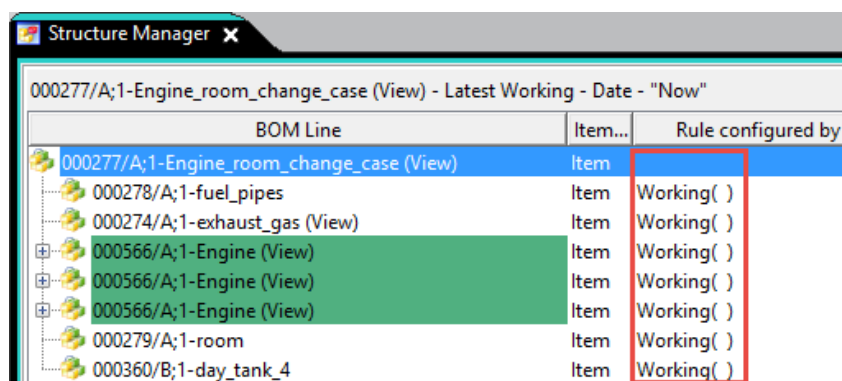 Structure Manager
000277/A;1-Engine_room_change_case (View) - Latest Working - Date - "Now"
BOM Line Item... Rule configured by
000277/A;1-Engine_room_change_case (View) Item
000278/A;1-fuel_pipes Item Working( )
000274/A;1-exhaust_gas (View) Item Working( )
000566/A;1-Engine (View) Item Working( )
000566/A;1-Engine (View) Item Working( )
000566/A;1-Engine (View) Item Working( )
000279/A;1-room Item Working( )
000360/B;1-day_tank_4 Item Working( )